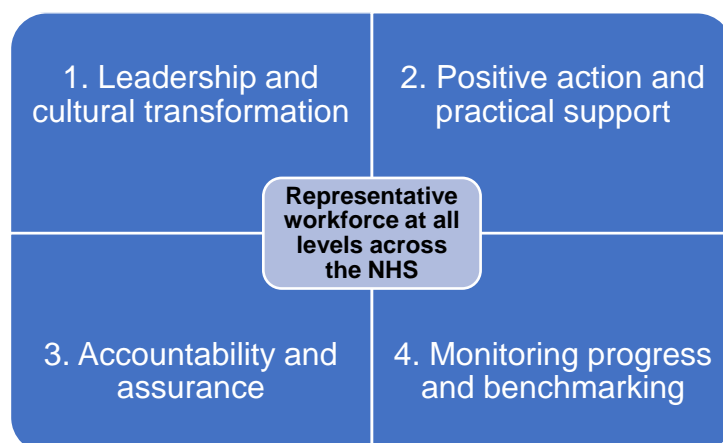 1. Leadership and
cultural transformation
2. Positive action and
practical support
Representative
workforce at all
levels across
the NHS
3. Accountability and
assurance
4. Monitoring progress
and benchmarking